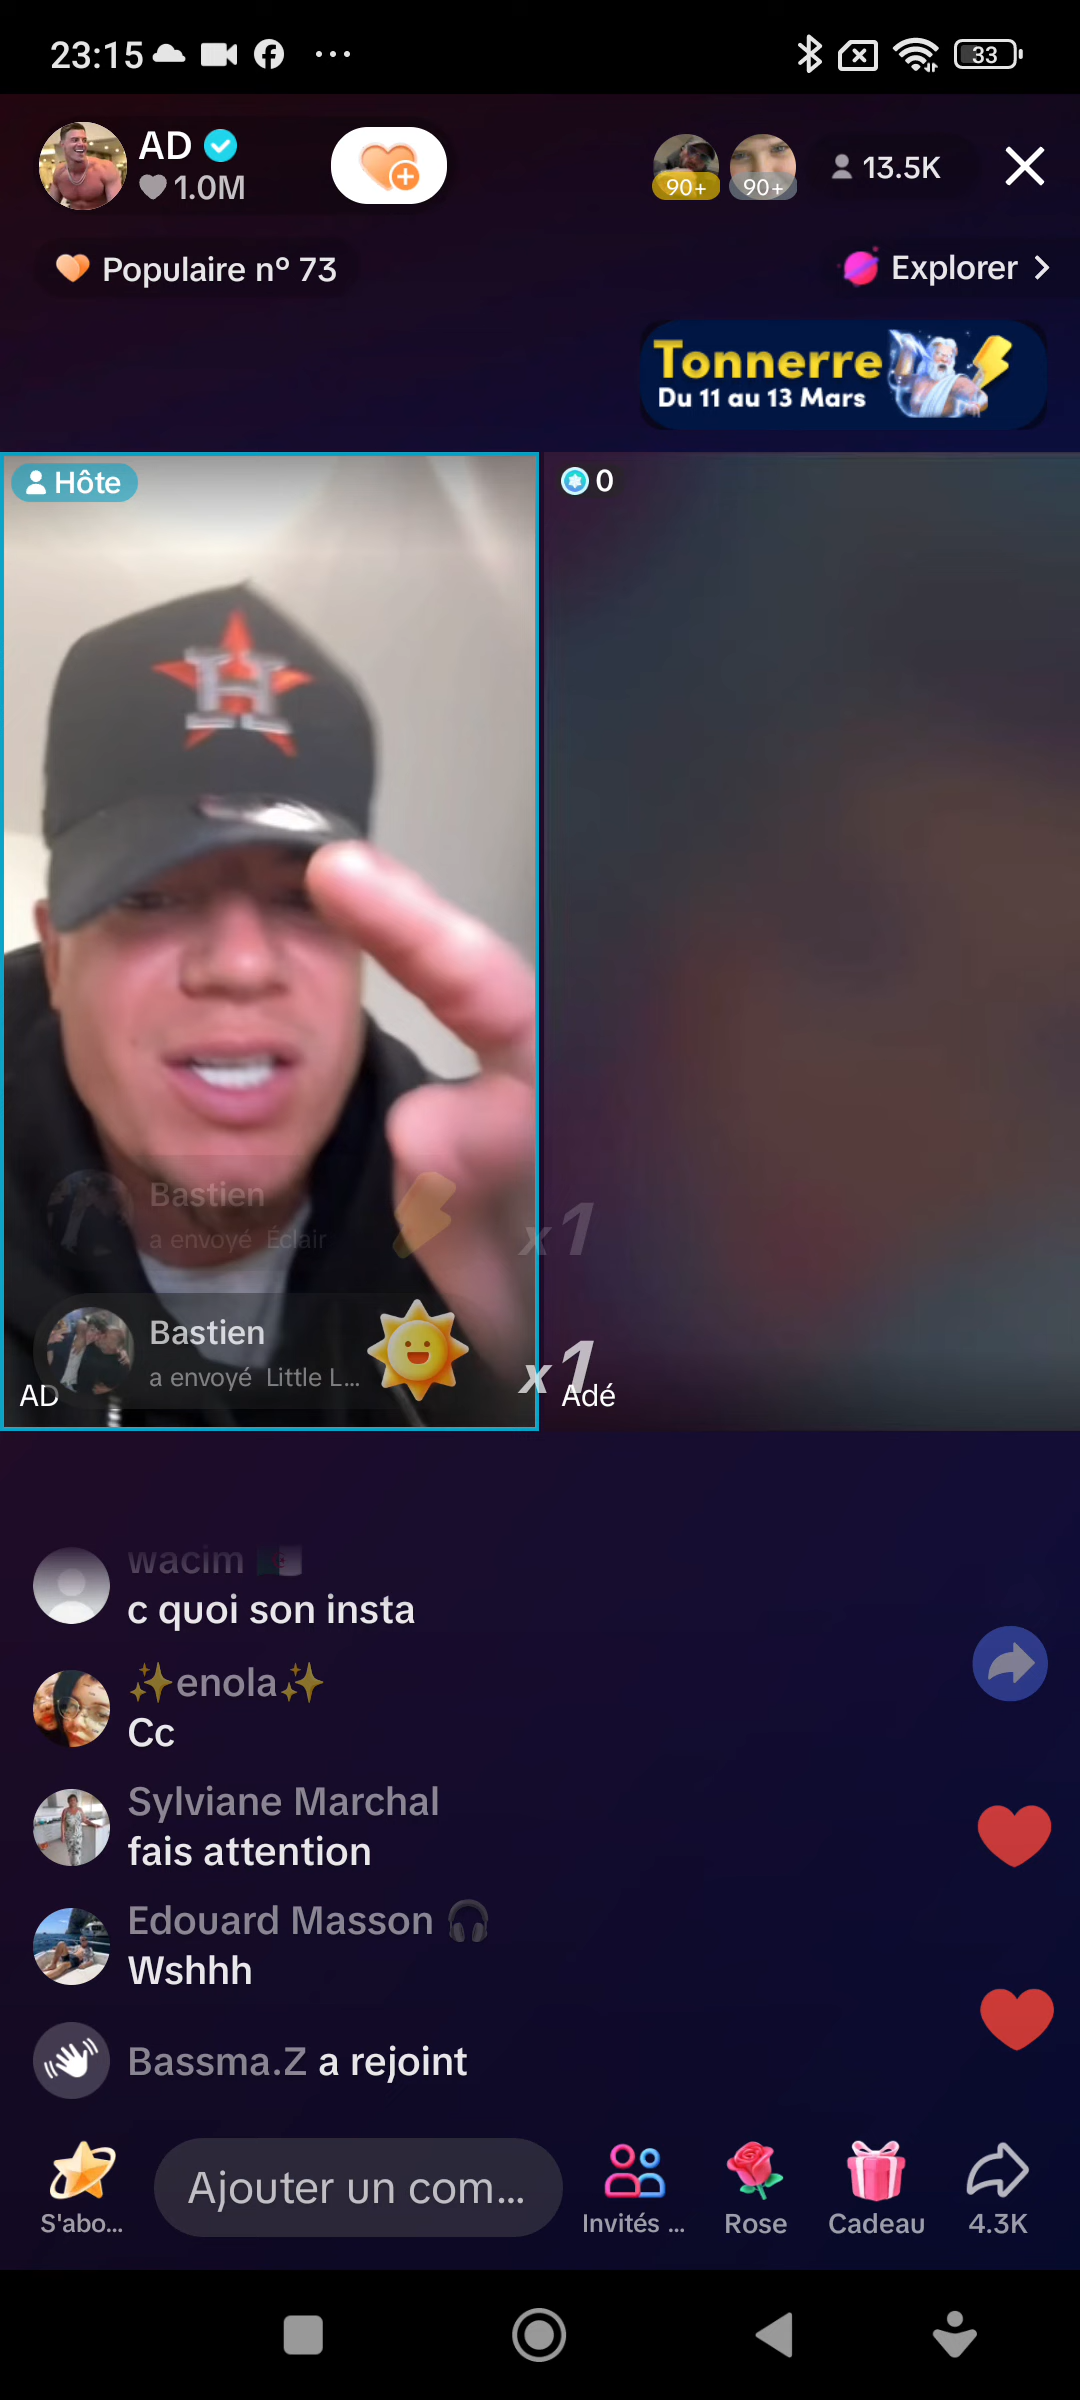 23:15
33
AD
1.0M
90+
90+
13.5K
Populaire n° 73
Explorer
Tonnerre
Du 11 au 13 Mars
Hôte
0
H
Bastien
a envoyé Éclair
x1
Bastien
a envoyé Little L...
x1
AD
Adé
wacim
c quoi son insta
✨enola✨
Cc
Sylviane Marchal
fais attention
Edouard Masson 🎧
Wshhh
Bassma.Z a rejoint
S'abo...
Ajouter un com...
Invités ...
Rose
Cadeau
4.3K